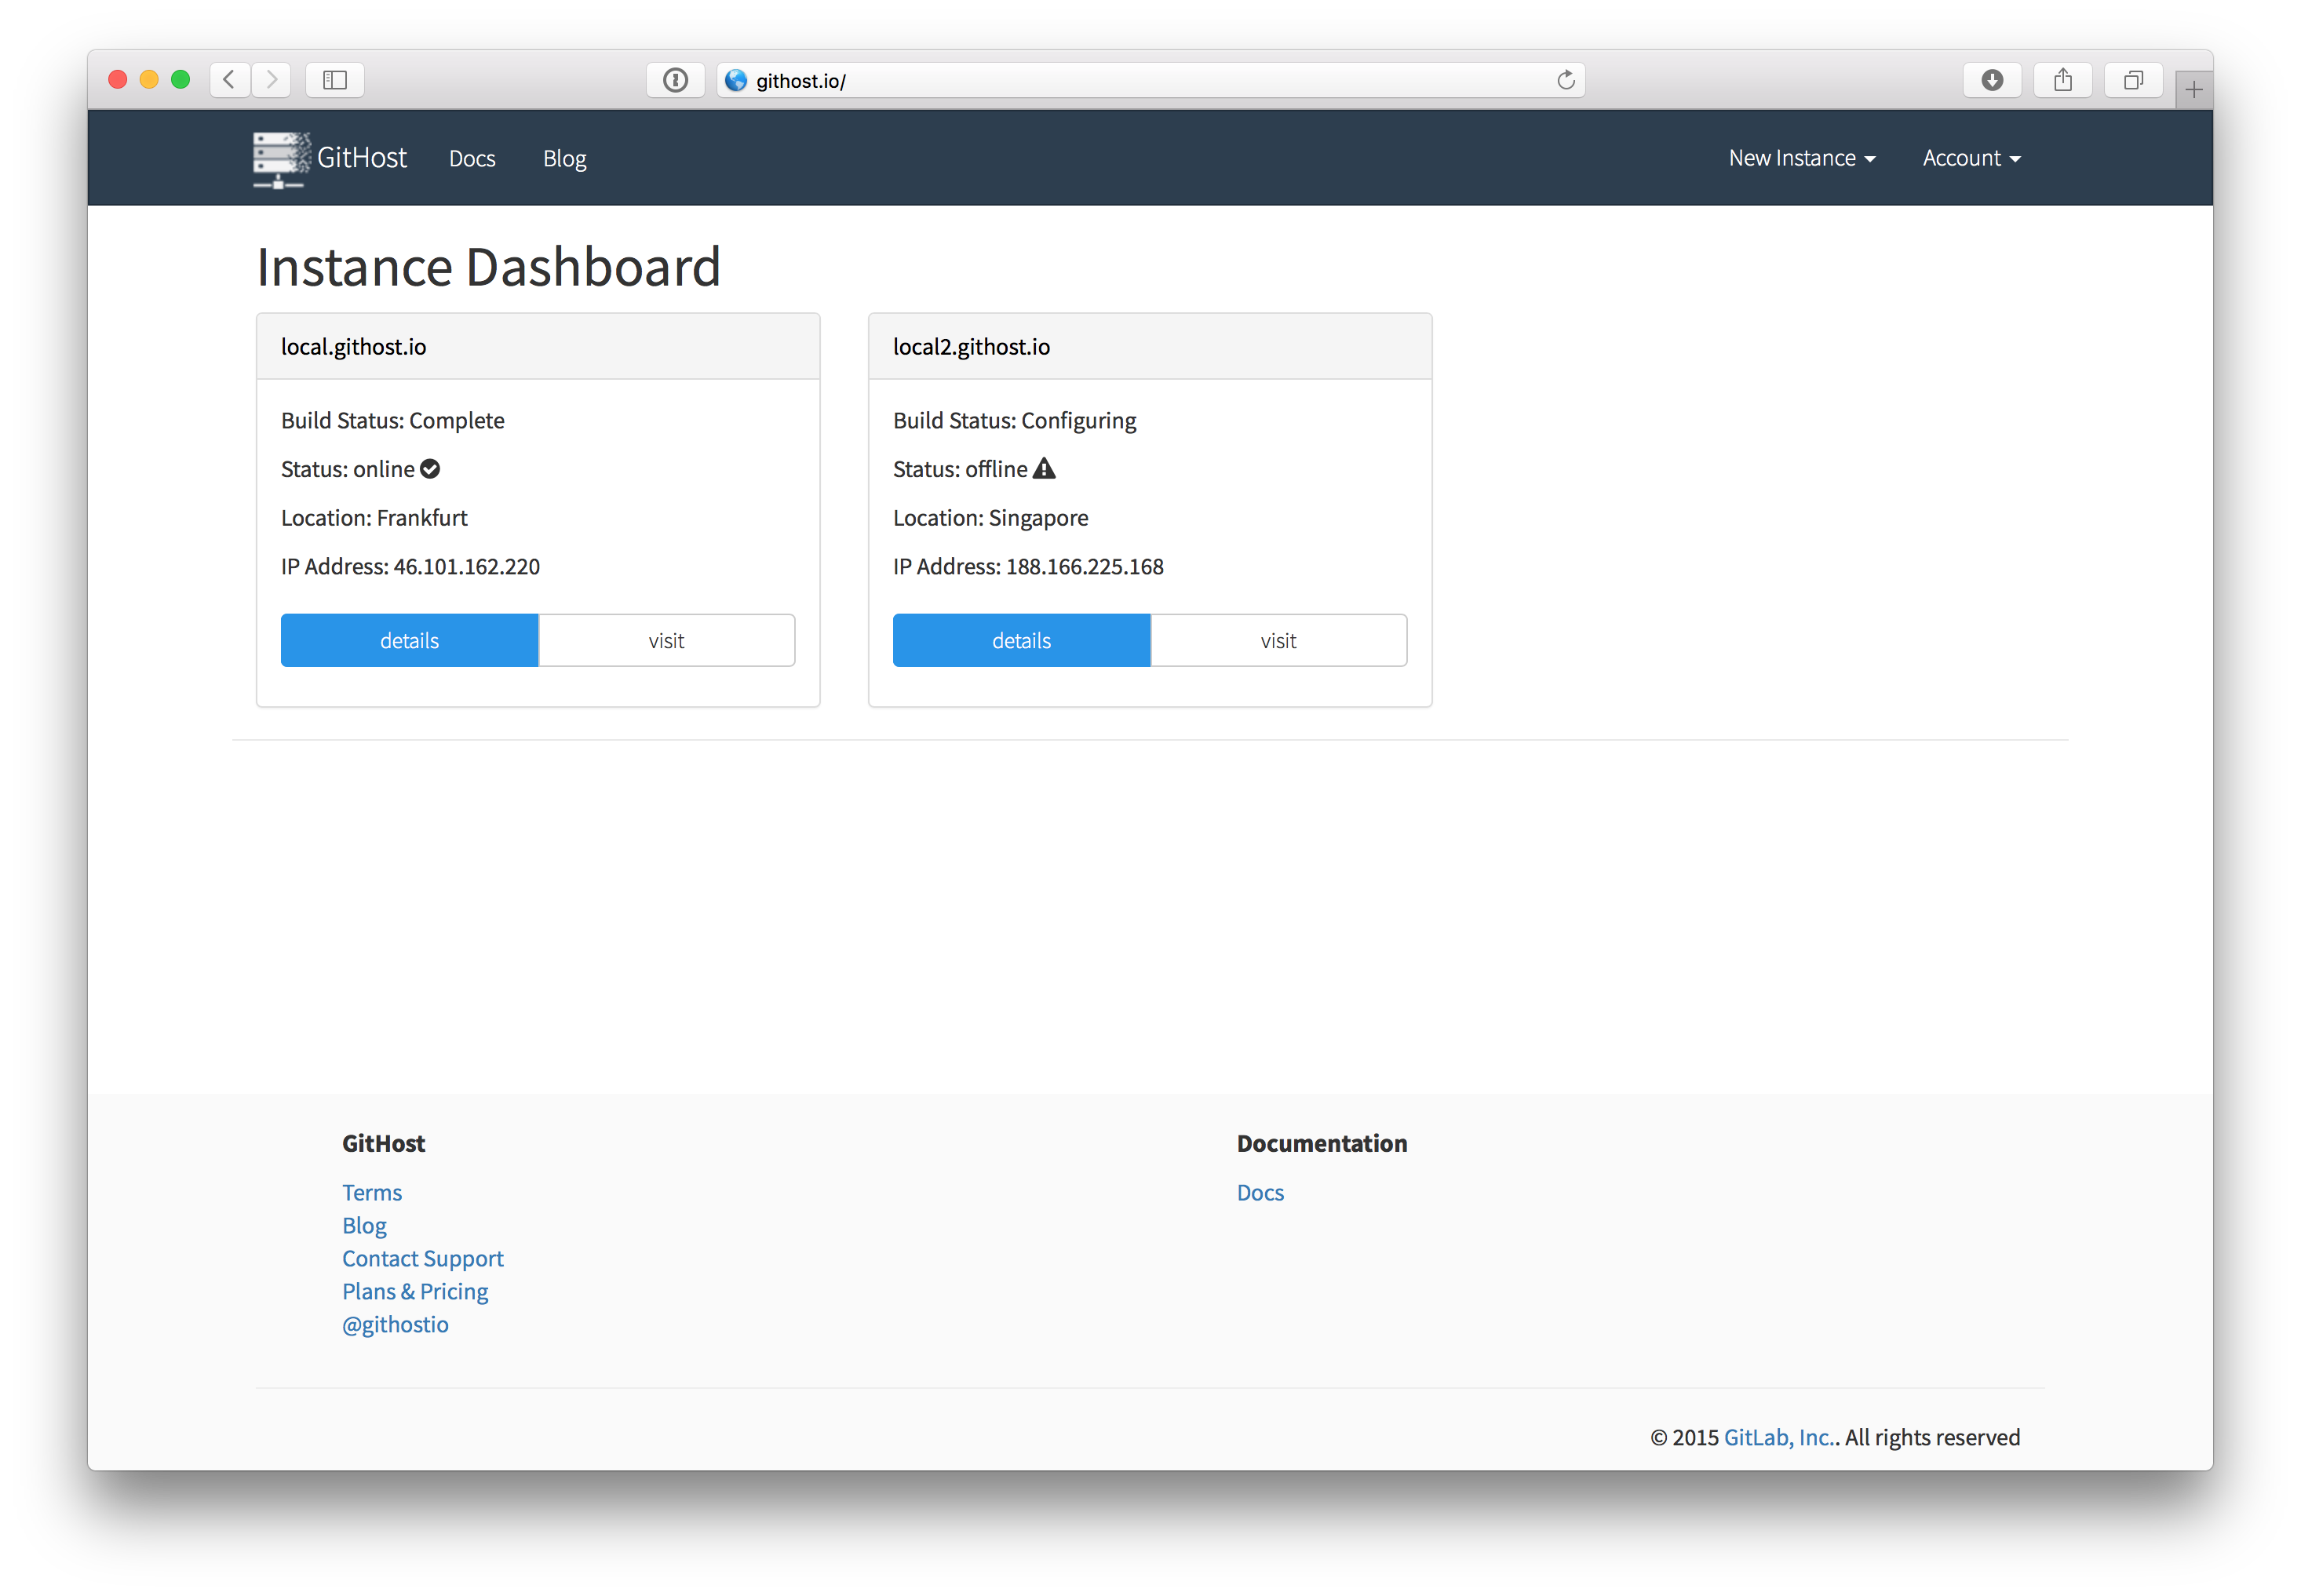 githost.io/
GitHost Docs Blog New Instance Account
Instance Dashboard
local.githost.io
Build Status: Complete
Status: online
Location: Frankfurt
IP Address: 46.101.162.220
details visit
local2.githost.io
Build Status: Configuring
Status: offline
Location: Singapore
IP Address: 188.166.225.168
details visit
GitHost
Terms
Blog
Contact Support
Plans & Pricing
@githostio
Documentation
Docs
© 2015 GitLab, Inc.. All rights reserved